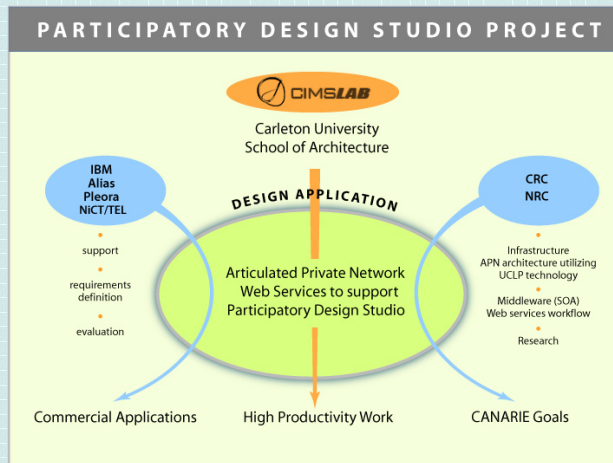 PARTICIPATORY DESIGN STUDIO PROJECT
CIMSLAB
Carleton University
School of Architecture
IBM
Alias
Pleora
NiCT/TEL
• support
• requirements
definition
• evaluation
CRC
NRC
• Infrastructure
APN architecture utilizing
UCLP technology
• Middleware (SOA)
Web services workflow
• Research
DESIGN APPLICATION
Articulated Private Network
Web Services to support
Participatory Design Studio
Commercial Applications
High Productivity Work
CANARIE Goals